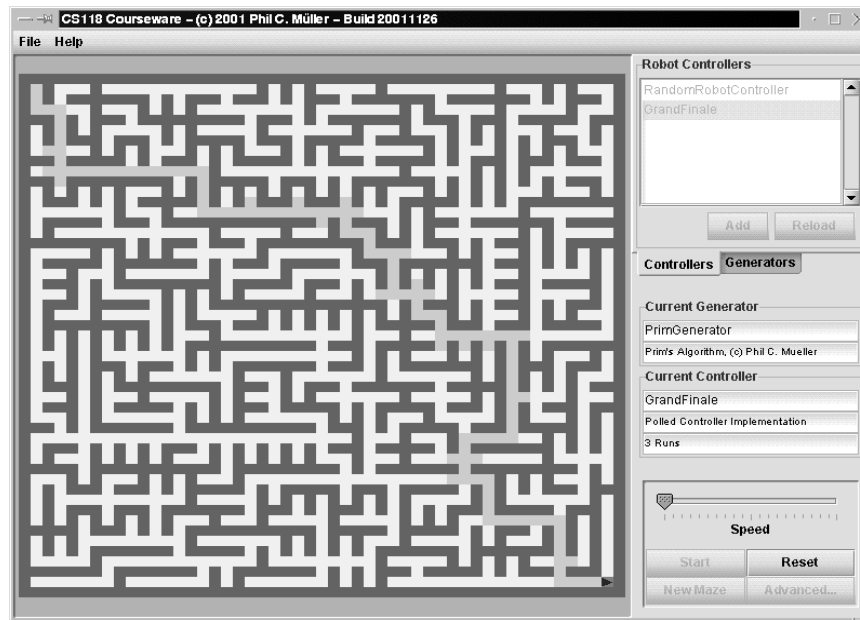 CS118 Courseware – (c) 2001 Phil C. Müller – Build 20011126
File Help
Robot Controllers
RandomRobotController
GrandFinale
Add Reload
Controllers Generators
Current Generator
PrimGenerator
Prim's Algorithm, (c) Phil C. Mueller
Current Controller
GrandFinale
Polled Controller Implementation
3 Runs
Speed
Start Reset
New Maze Advanced...